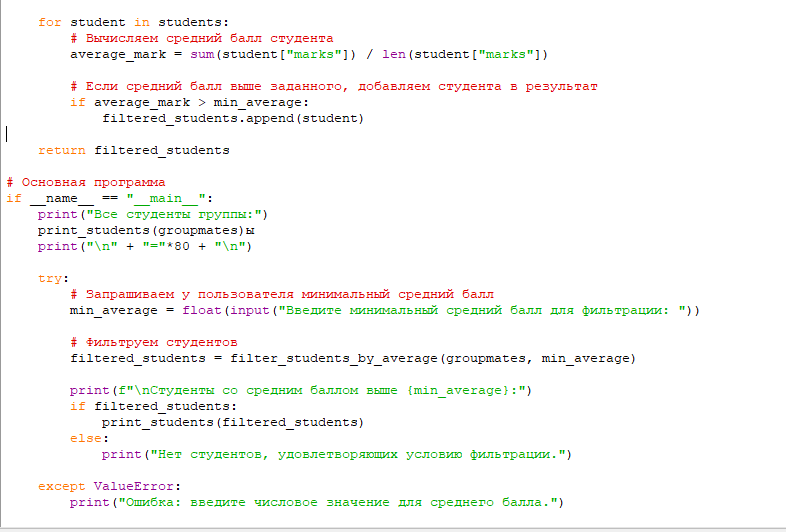 for student in students:
# Вычисляем средний балл студента
average_mark = sum(student["marks"]) / len(student["marks"])
# Если средний балл выше заданного, добавляем студента в результат
if average_mark > min_average:
filtered_students.append(student)
return filtered_students
# Основная программа
if __name__ == "__main__":
print("Все студенты группы:")
print_students(groupmates)ы
print("\n" + "="*80 + "\n")
try:
# Запрашиваем у пользователя минимальный средний балл
min_average = float(input("Введите минимальный средний балл для фильтрации: "))
# Фильтруем студентов
filtered_students = filter_students_by_average(groupmates, min_average)
print(f"\nСтуденты со средним баллом выше {min_average}:")
if filtered_students:
print_students(filtered_students)
else:
print("Нет студентов, удовлетворяющих условию фильтрации.")
except ValueError:
print("Ошибка: введите числовое значение для среднего балла.")